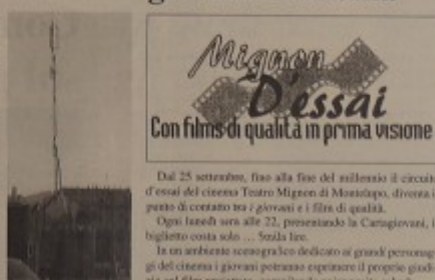 Mignon
D'essai
Con films di qualità in prima visione
Dal 25 settembre, fino alla fine del millennio il circuito
d'essai del cinema Teatro Mignon di Montelupo, diventa il
punto di contatto tra i giovani e i film di qualità.
Ogni lunedì sera alle 22, presentando la Cartagiovani, il
biglietto costa solo ... 5mila lire.
In un ambiente scenografico dedicato ai grandi personag-
gi del cinema i giovani potranno esprimere il proprio giudi-